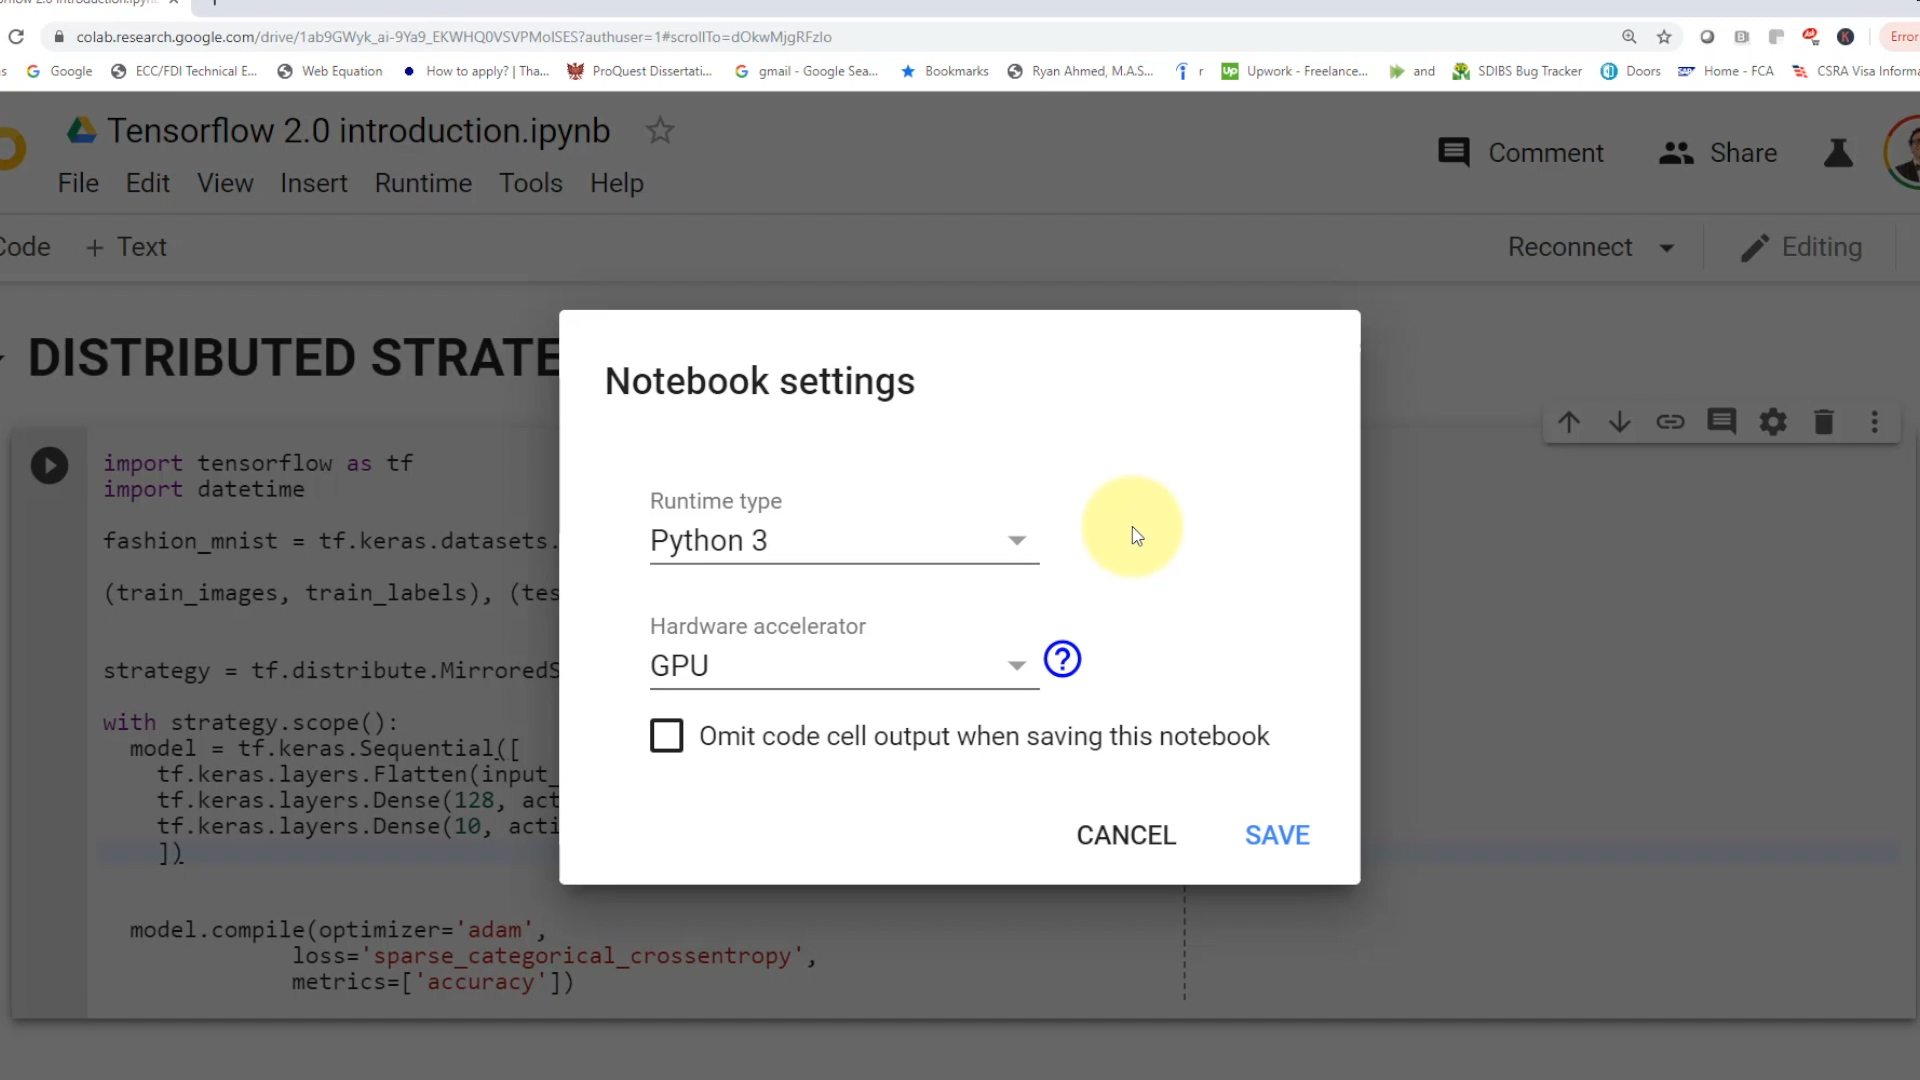 colab.research.google.com/drive/1ab9GWyk_ai-9Ya9_EKWHQ0VSVPMolSES?authuser=1#scrollTo=dOkwMjgRFzIo
Error
Google ECC/FDI Technical E... Web Equation How to apply? | Tha... ProQuest Dissertati... gmail - Google Sea... Bookmarks Ryan Ahmed, M.A.S... r Upwork - Freelance... and SDIBS Bug Tracker Doors Home - FCA CSRA Visa Informa
Tensorflow 2.0 introduction.ipynb
Comment Share
File Edit View Insert Runtime Tools Help
Code + Text
Reconnect Editing
DISTRIBUTED STRATE
Notebook settings
import tensorflow as tf
import datetime
fashion_mnist = tf.keras.datasets.
(train_images, train_labels), (tes
strategy = tf.distribute.MirroredS
with strategy.scope():
model = tf.keras.Sequential([
tf.keras.layers.Flatten(input_
tf.keras.layers.Dense(128, act
tf.keras.layers.Dense(10, acti
])
model.compile(optimizer='adam',
loss='sparse_categorical_crossentropy',
metrics=['accuracy'])
Runtime type
Python 3
Hardware accelerator
GPU
?
Omit code cell output when saving this notebook
CANCEL SAVE